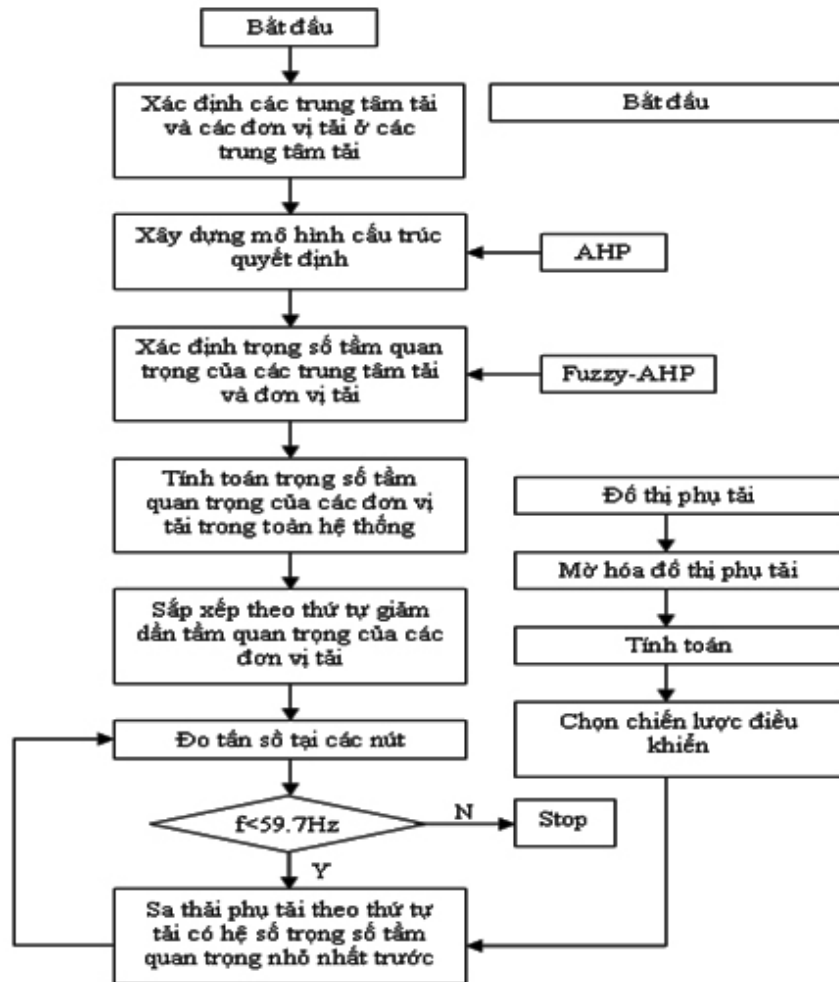 Bắt đầu
Xác định các trung tâm tải
và các đơn vị tải ở các
trung tâm tải
Bắt đầu
Xây dựng mô hình cấu trúc
quyết định
AHP
Xác định trọng số tầm quan
trọng của các trung tâm tải
và đơn vị tải
Fuzzy-AHP
Tính toán trọng số tầm
quan trọng của các đơn vị
tải trong toàn hệ thống
Sắp xếp theo thứ tự giảm
dần tầm quan trọng của các
đơn vị tải
Đo tần số tại các nút
f<59.7Hz
N
Stop
Y
Sa thải phụ tải theo thứ tự
tải có hệ số trọng số tầm
quan trọng nhỏ nhất trước
Đồ thị phụ tải
Mờ hóa đồ thị phụ tải
Tính toán
Chọn chiến lược điều
khiển